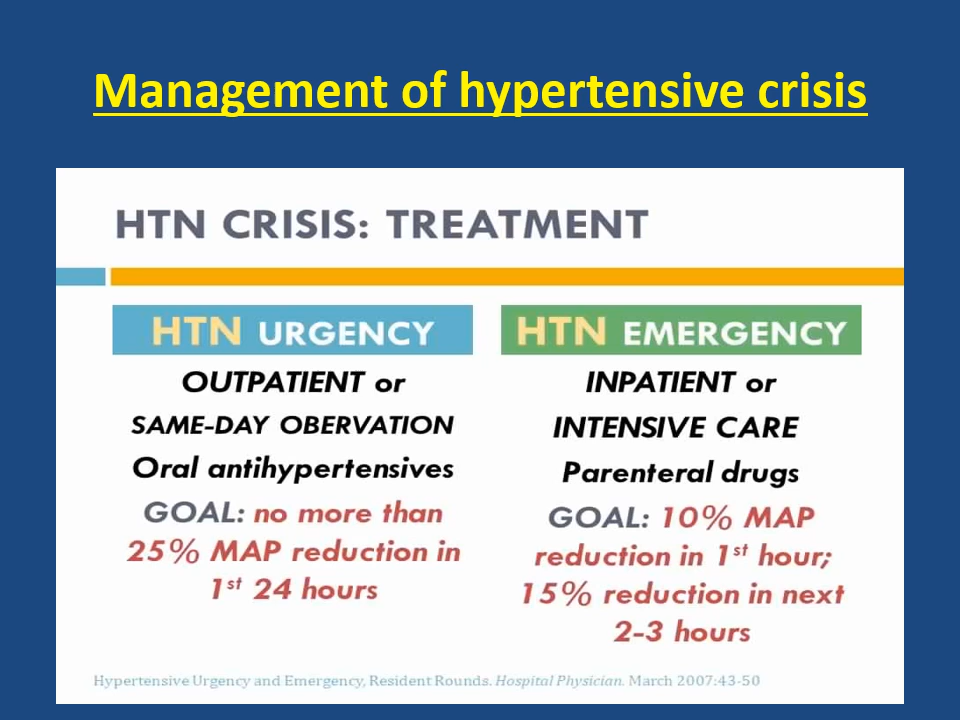 Management of hypertensive crisis
HTN CRISIS: TREATMENT
HTN URGENCY
OUTPATIENT or
SAME-DAY OBERVATION
Oral antihypertensives
GOAL: no more than
25% MAP reduction in
1st 24 hours
HTN EMERGENCY
INPATIENT or
INTENSIVE CARE
Parenteral drugs
GOAL: 10% MAP
reduction in 1st hour;
15% reduction in next
2-3 hours
Hypertensive Urgency and Emergency, Resident Rounds. Hospital Physician. March 2007:43-50